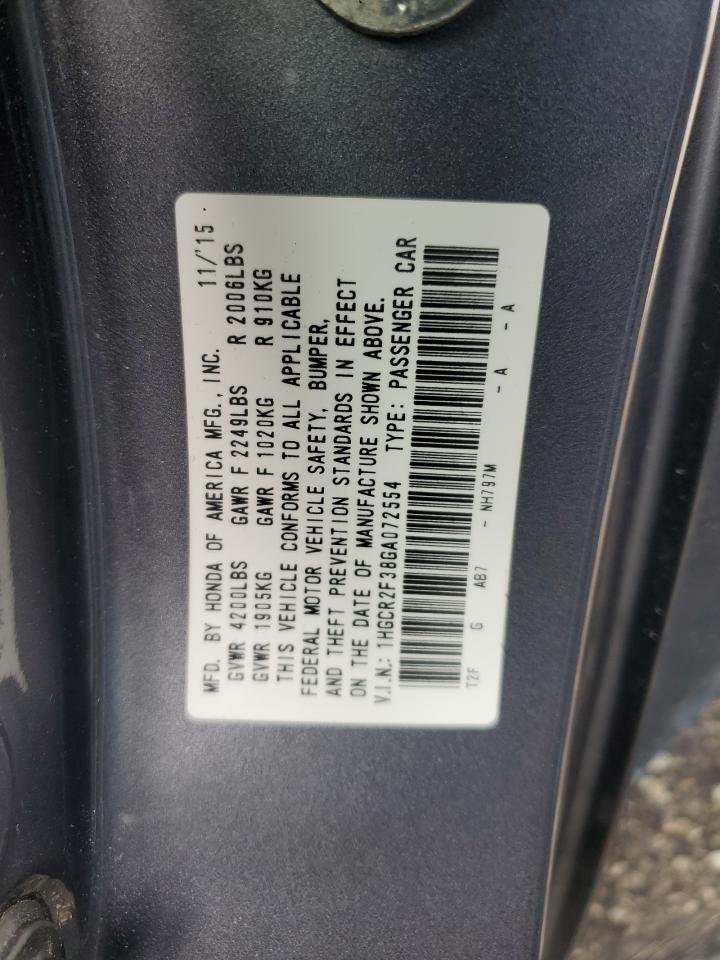 MFD. BY HONDA OF AMERICA MFG., INC. 11/'15
GVWR 4200LBS GAWR F 2249LBS R 2006LBS
GVWR 1905KG GAWR F 1020KG R 910KG
THIS VEHICLE CONFORMS TO ALL APPLICABLE
FEDERAL MOTOR VEHICLE SAFETY, BUMPER,
AND THEFT PREVENTION STANDARDS IN EFFECT
ON THE DATE OF MANUFACTURE SHOWN ABOVE.
V.I.N.: 1HGCR2F38GA072554 TYPE: PASSENGER CAR
T2F G AB7 - NH797M - A - A